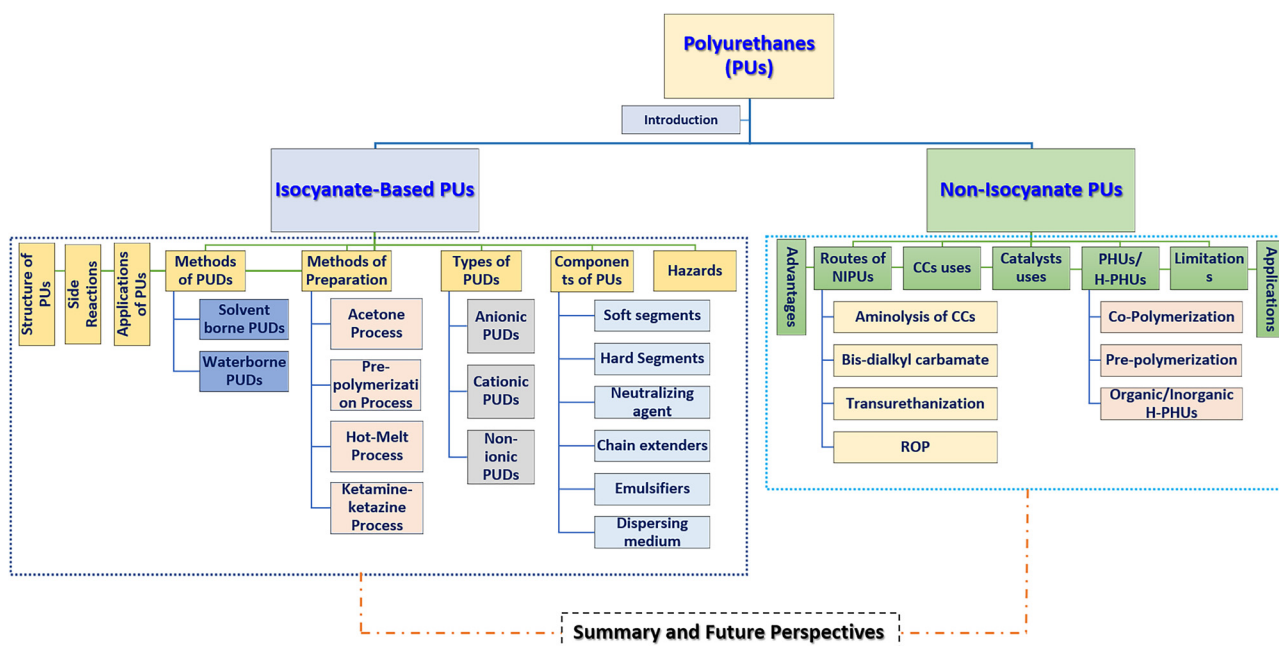 Polyurethanes
(PUs)
Introduction
Isocyanate-Based PUs
Non-Isocyanate PUs
Structure of
PUs
Side
Reactions
Applications
of PUs
Methods
of PUDs
Solvent
borne PUDs
Waterborne
PUDs
Methods of
Preparation
Acetone
Process
Pre-
polymerizati
on Process
Hot-Melt
Process
Ketamine-
ketazine
Process
Types of
PUDs
Anionic
PUDs
Cationic
PUDs
Non-
ionic
PUDs
Componen
ts of PUs
Soft segments
Hard Segments
Neutralizing
agent
Chain extenders
Emulsifiers
Dispersing
medium
Hazards
Advantages
Routes of
NIPUs
Aminolysis of CCs
Bis-dialkyl carbamate
Transurethanization
ROP
CCs uses
Catalysts
uses
PHUs/
H-PHUs
Co-Polymerization
Pre-polymerization
Organic/Inorganic
H-PHUs
Limitation
s
Applications
Summary and Future Perspectives